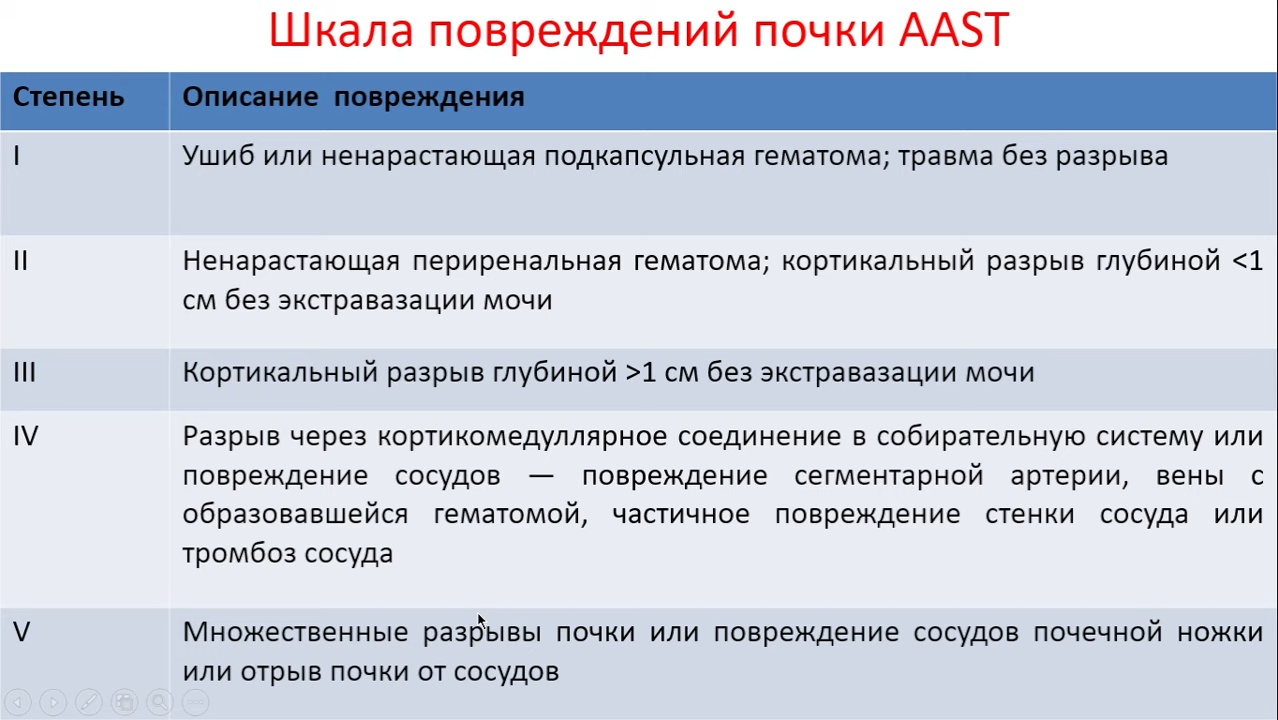 Шкала повреждений почки AAST
Степень
Описание повреждения
I
Ушиб или ненарастающая подкапсульная гематома; травма без разрыва
II
Ненарастающая периренальная гематома; кортикальный разрыв глубиной <1
см без экстравазации мочи
III
Кортикальный разрыв глубиной >1 см без экстравазации мочи
IV
Разрыв через кортикомедуллярное соединение в собирательную систему или
повреждение сосудов — повреждение сегментарной артерии, вены с
образовавшейся гематомой, частичное повреждение стенки сосуда или
тромбоз сосуда
V
Множественные разрывы почки или повреждение сосудов почечной ножки
или отрыв почки от сосудов